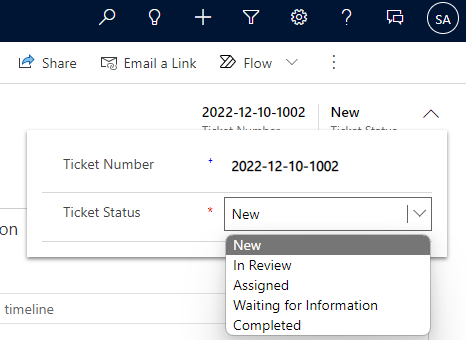 SA
Share
Email a Link
Flow
2022-12-10-1002
New
Ticket Number
Ticket Status
Ticket Number
+
2022-12-10-1002
Ticket Status
*
New
on
New
In Review
Assigned
Waiting for Information
Completed
timeline